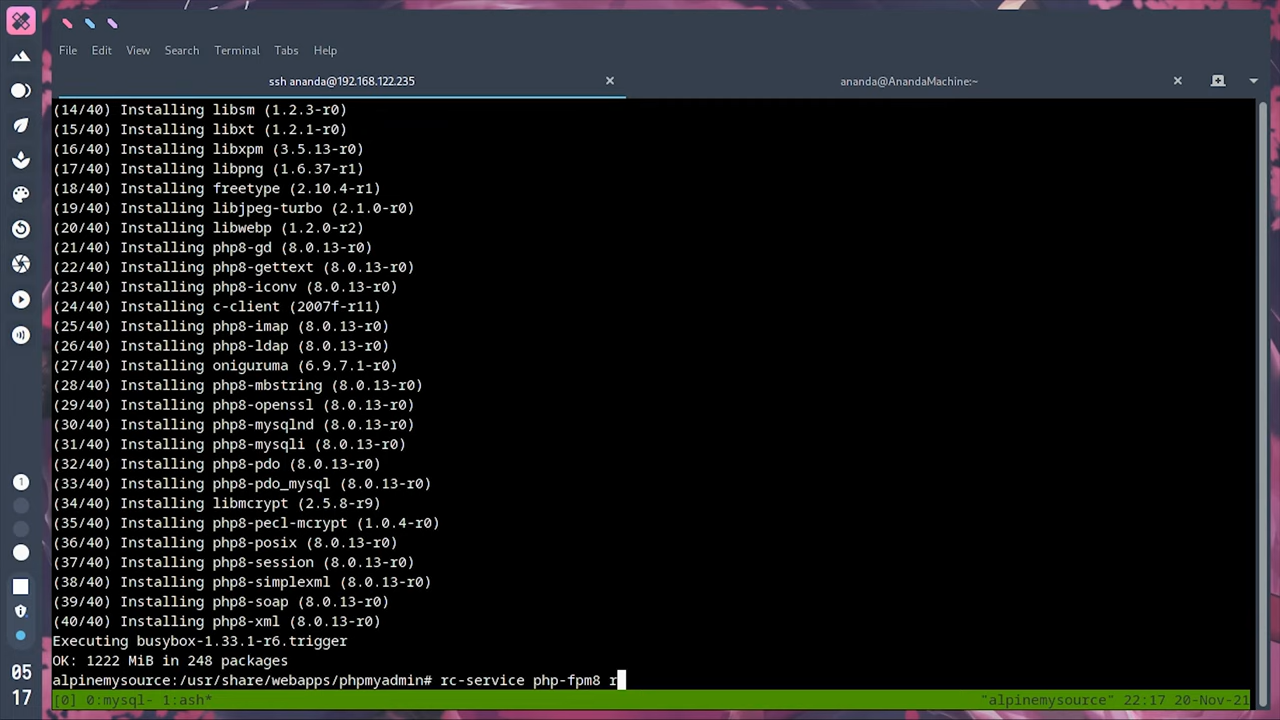 File Edit View Search Terminal Tabs Help
ssh ananda@192.168.122.235 ananda@AnandaMachine:~
(14/40) Installing libsm (1.2.3-r0)
(15/40) Installing libxt (1.2.1-r0)
(16/40) Installing libxpm (3.5.13-r0)
(17/40) Installing libpng (1.6.37-r1)
(18/40) Installing freetype (2.10.4-r1)
(19/40) Installing libjpeg-turbo (2.1.0-r0)
(20/40) Installing libwebp (1.2.0-r2)
(21/40) Installing php8-gd (8.0.13-r0)
(22/40) Installing php8-gettext (8.0.13-r0)
(23/40) Installing php8-iconv (8.0.13-r0)
(24/40) Installing c-client (2007f-r11)
(25/40) Installing php8-imap (8.0.13-r0)
(26/40) Installing php8-ldap (8.0.13-r0)
(27/40) Installing oniguruma (6.9.7.1-r0)
(28/40) Installing php8-mbstring (8.0.13-r0)
(29/40) Installing php8-openssl (8.0.13-r0)
(30/40) Installing php8-mysqlnd (8.0.13-r0)
(31/40) Installing php8-mysqli (8.0.13-r0)
(32/40) Installing php8-pdo (8.0.13-r0)
(33/40) Installing php8-pdo_mysql (8.0.13-r0)
(34/40) Installing libmcrypt (2.5.8-r9)
(35/40) Installing php8-pecl-mcrypt (1.0.4-r0)
(36/40) Installing php8-posix (8.0.13-r0)
(37/40) Installing php8-session (8.0.13-r0)
(38/40) Installing php8-simplexml (8.0.13-r0)
(39/40) Installing php8-soap (8.0.13-r0)
(40/40) Installing php8-xml (8.0.13-r0)
Executing busybox-1.33.1-r6.trigger
OK: 1222 MiB in 248 packages
alpinemysource:/usr/share/webapps/phpmyadmin# rc-service php-fpm8 r
[0] 0:mysql- 1:ash* "alpinemysource" 22:17 20-Nov-21
1
05
17